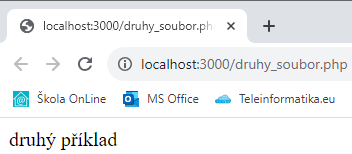 localhost:3000/druhy_soubor.ph
localhost:3000/druhy_soubor.php
Škola OnLine MS Office Teleinformatika.eu
druhý příklad